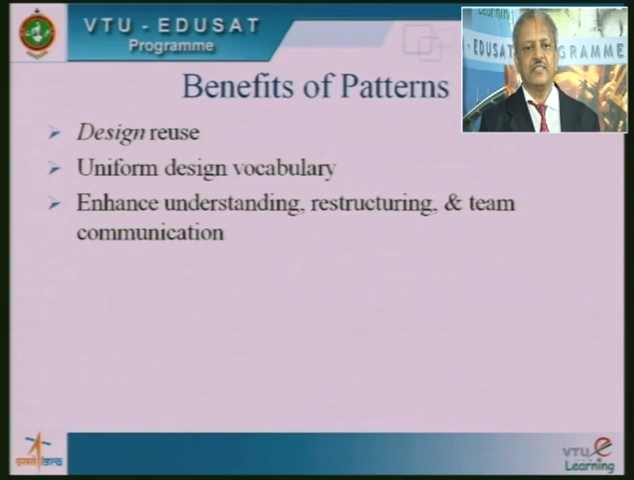 VTU - EDUSAT
Programme
Learning
- EDUSAT
PROGRAMME
Benefits of Patterns
Design reuse
Uniform design vocabulary
Enhance understanding, restructuring, & team
communication
VTU e
Learning